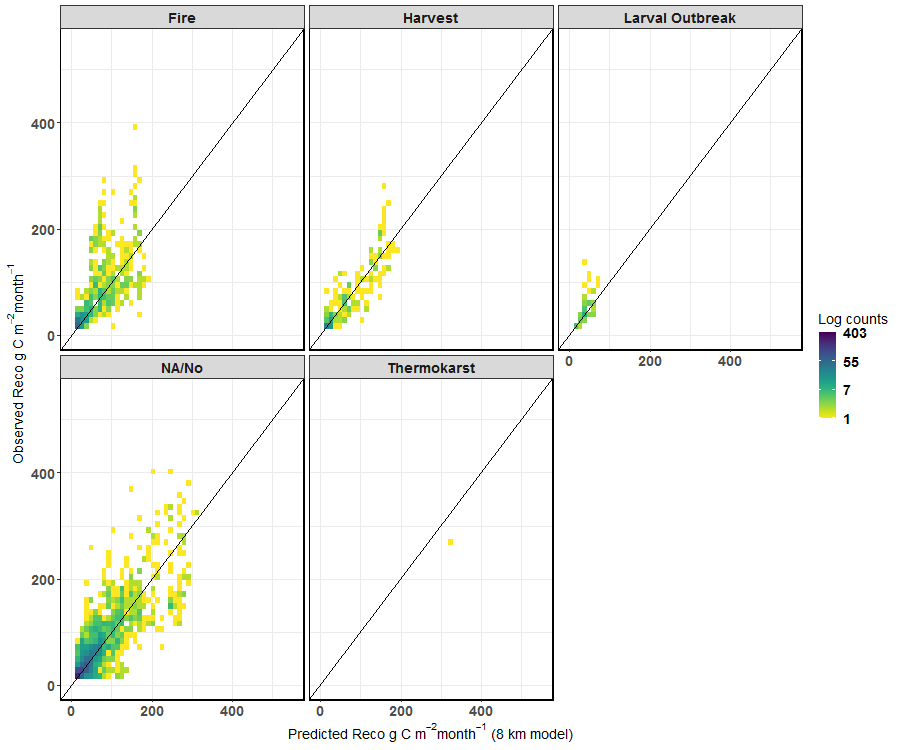 Fire
Harvest
Larval Outbreak
400
200
0
0 200 400
NA/No
Thermokarst
400
200
0
0 200 400
0 200 400
Observed Reco g C m⁻²month⁻¹
Predicted Reco g C m⁻²month⁻¹ (8 km model)
Log counts
403
55
7
1